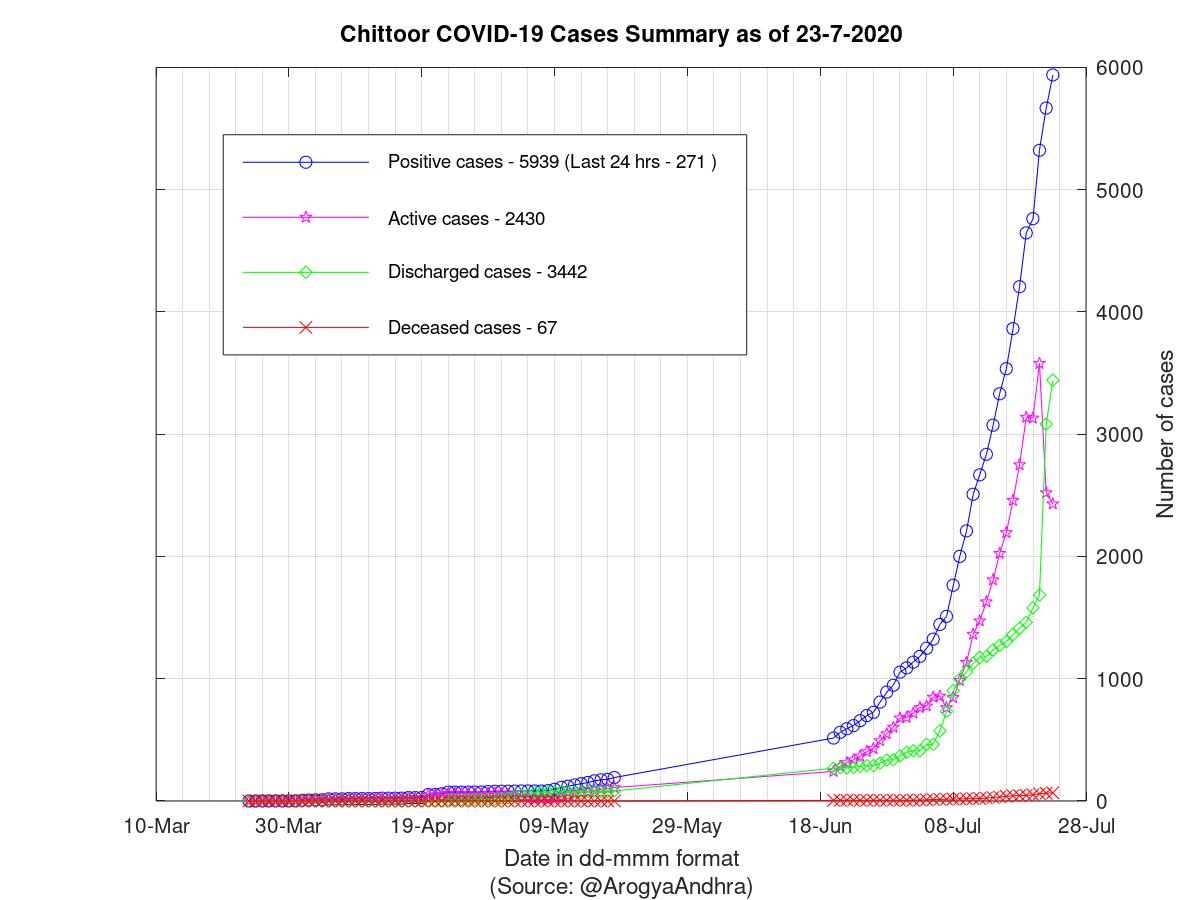 Chittoor COVID-19 Cases Summary as of 23-7-2020
Positive cases - 5939 (Last 24 hrs - 271 )
Active cases - 2430
Discharged cases - 3442
Deceased cases - 67
6000
5000
4000
3000
2000
1000
0
Number of cases
10-Mar 30-Mar 19-Apr 09-May 29-May 18-Jun 08-Jul 28-Jul
Date in dd-mmm format
(Source: @ArogyaAndhra)